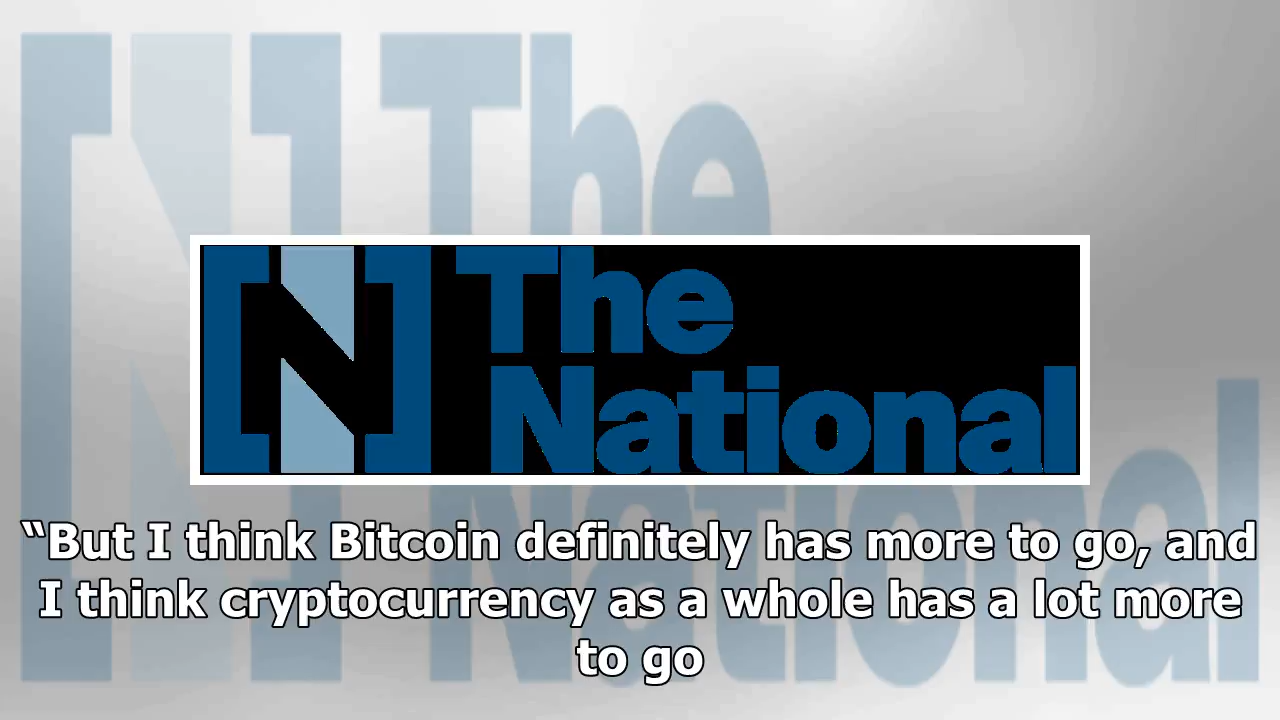 The
National
“But I think Bitcoin definitely has more to go, and
I think cryptocurrency as a whole has a lot more
to go